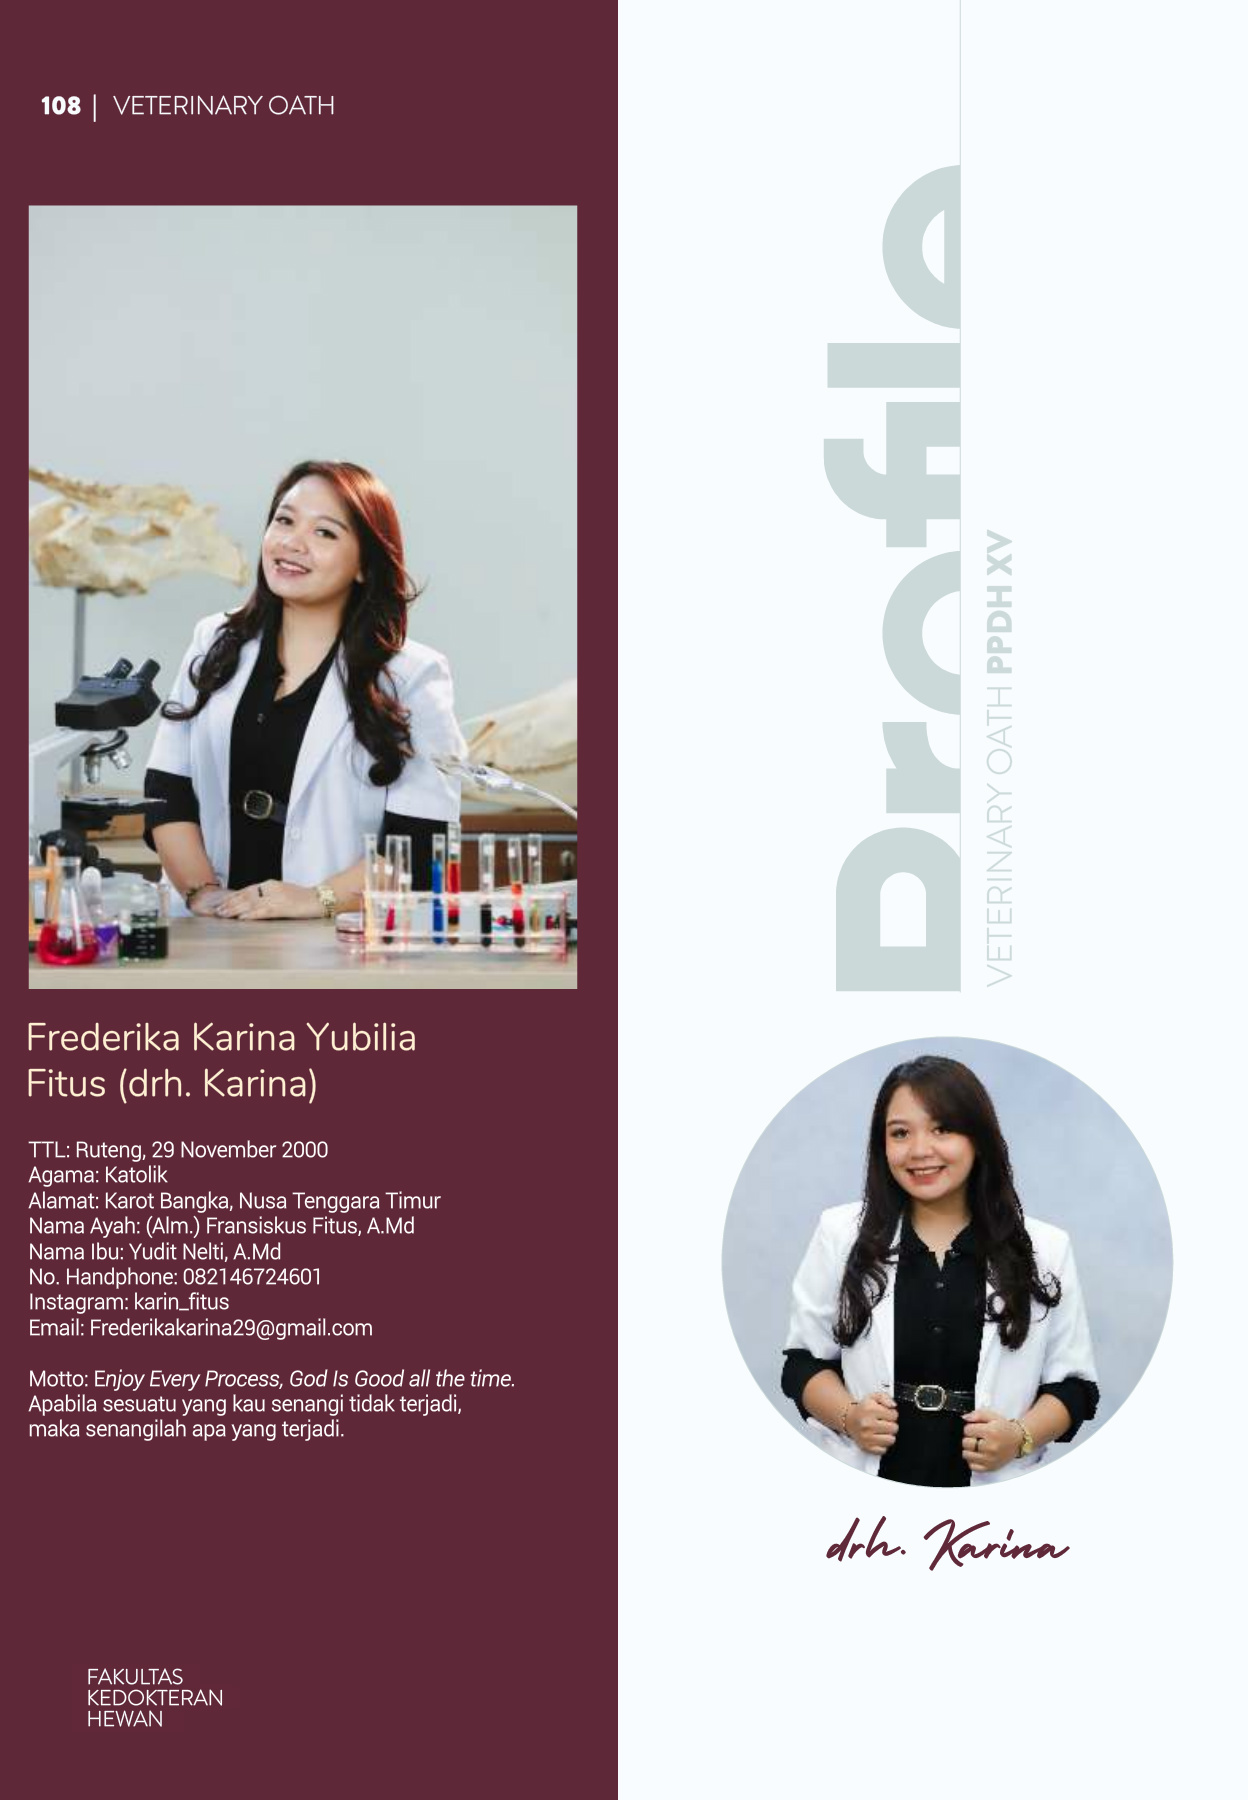 108 | VETERINARY OATH
Frederika Karina Yubilia
Fitus (drh. Karina)
TTL: Ruteng, 29 November 2000
Agama: Katolik
Alamat: Karot Bangka, Nusa Tenggara Timur
Nama Ayah: (Alm.) Fransiskus Fitus, A.Md
Nama Ibu: Yudit Nelti, A.Md
No. Handphone: 082146724601
Instagram: karin_fitus
Email: Frederikakarina29@gmail.com
Motto: Enjoy Every Process, God Is Good all the time.
Apabila sesuatu yang kau senangi tidak terjadi,
maka senangilah apa yang terjadi.
FAKULTAS
KEDOKTERAN
HEWAN
Profile
VETERINARY OATH PPDH XV
drh. Karina